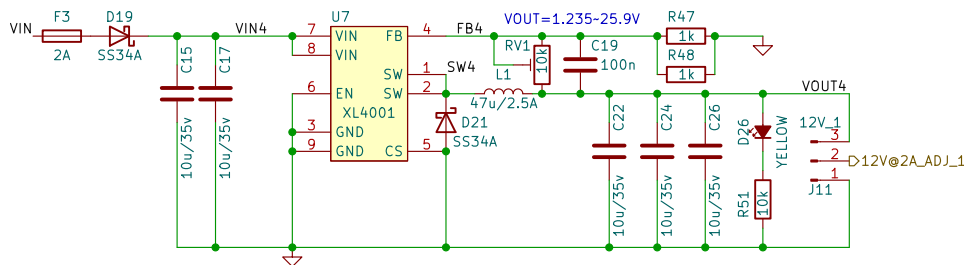 VIN
F3
2A
D19
SS34A
C15
10u/35v
C17
10u/35v
VIN4
U7
7
VIN
8
VIN
6
EN
3
GND
9
GND
XL4001
FB
4
SW
1
SW
2
CS
5
FB4
SW4
VOUT=1.235~25.9V
L1
47u/2.5A
RV1
10k
C19
100n
R47
1k
R48
1k
D21
SS34A
C22
10u/35v
C24
10u/35v
C26
10u/35v
D26
YELLOW
R51
10k
VOUT4
12V_1
3
2
1
J11
12V@2A_ADJ_1